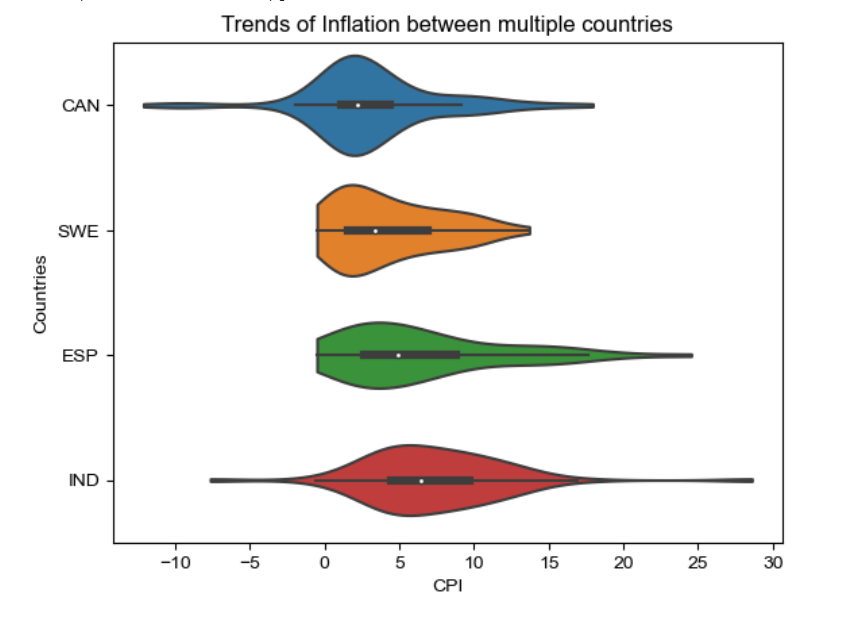 Trends of Inflation between multiple countries
CAN
SWE
ESP
IND
Countries
−10 −5 0 5 10 15 20 25 30
CPI